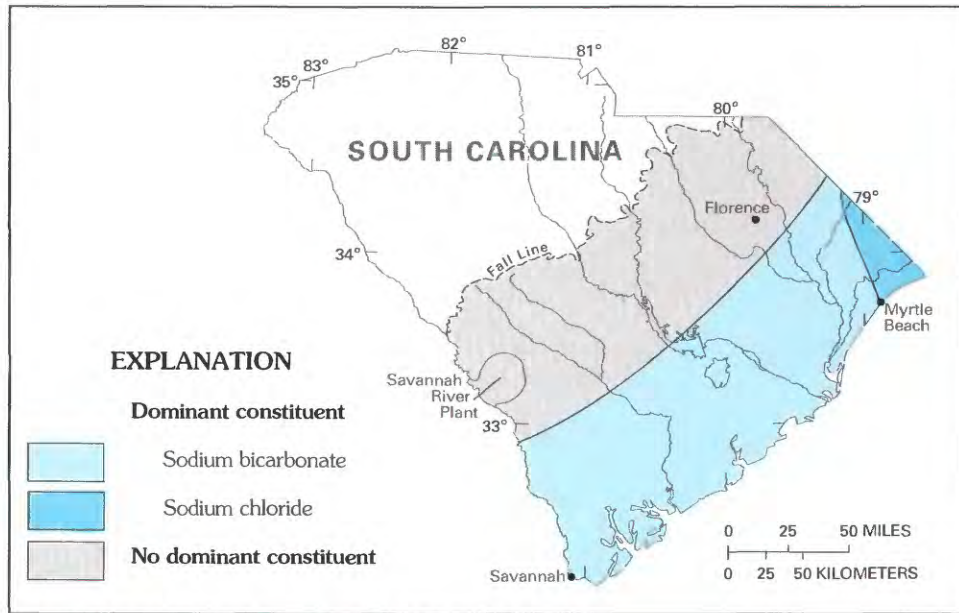 83°
82°
81°
35°
80°
SOUTH CAROLINA
79°
Florence
34°
Fall Line
Myrtle
Beach
EXPLANATION
Savannah
River
Plant
Dominant constituent
33°
Sodium bicarbonate
Sodium chloride
0 25 50 MILES
No dominant constituent
Savannah
0 25 50 KILOMETERS